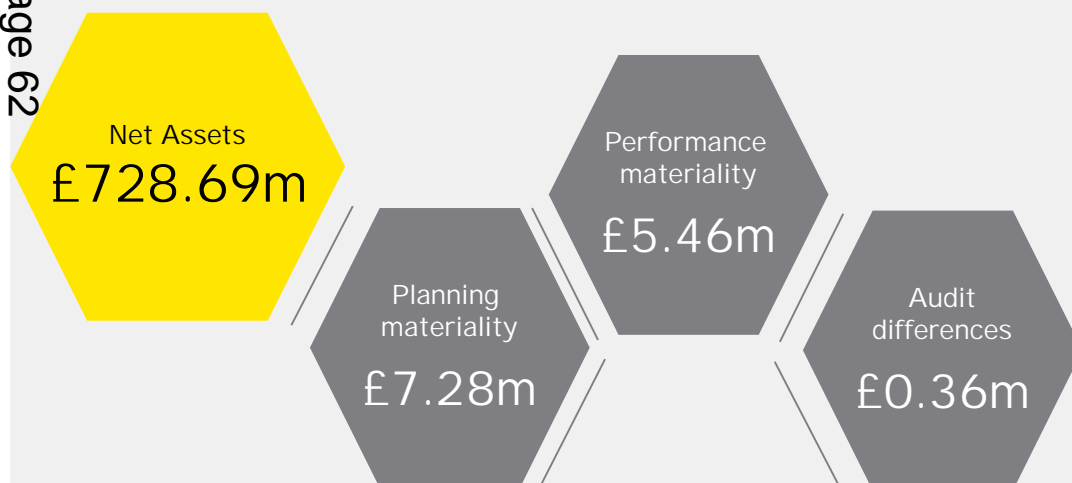 age 62
Net Assets
£728.69m
Planning
materiality
£7.28m
Performance
materiality
£5.46m
Audit
differences
£0.36m